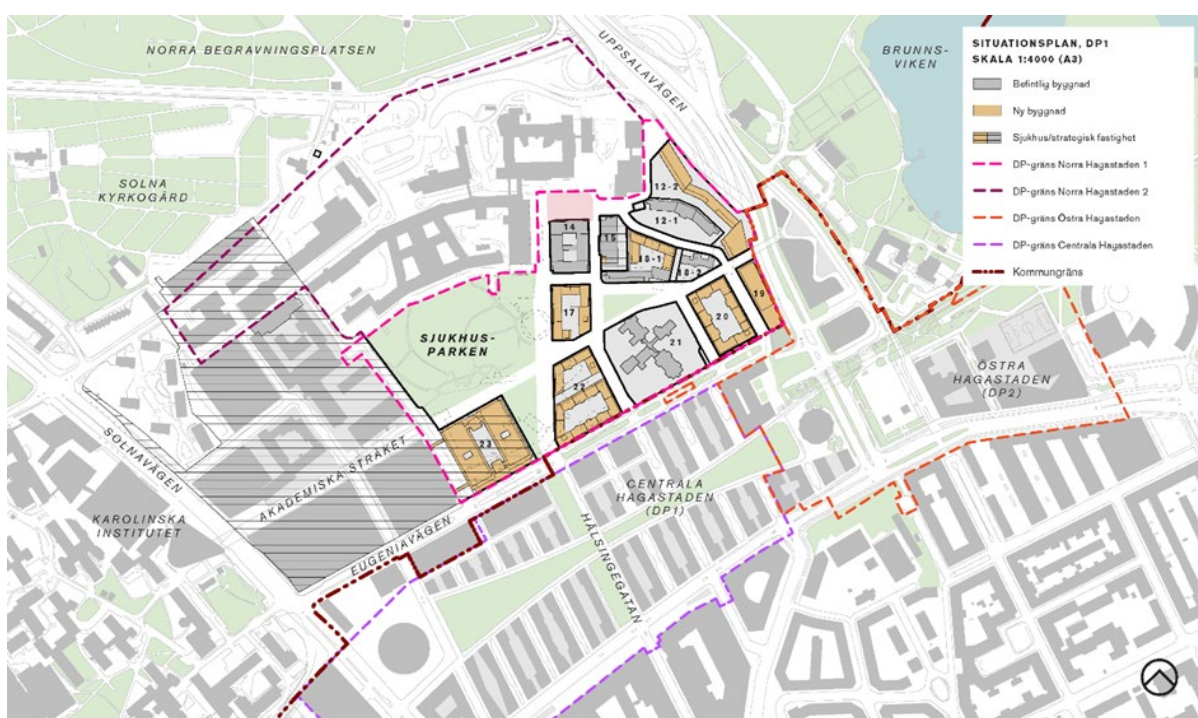 NORRA BEGRAVNINGSPLATSEN
UPPSALAVÄGEN
BRUNNS-
VIKEN
SITUATIONSPLAN, DP1
SKALA 1:4000 (A3)
Befintlig byggnad
Ny byggnad
Sjukhus/strategisk fastighet
DP-gräns Norra Hagastaden 1
DP-gräns Norra Hagastaden 2
DP-gräns Östra Hagastaden
DP-gräns Centrala Hagastaden
Kommungräns
SOLNA
KYRKOGÅRD
12-2
12-1
14
15
18-1
18-2
17
19
20
21
SJUKHUS-
PARKEN
22
23
ÖSTRA
HAGASTADEN
(DP2)
SOLNAVÄGEN
AKADEMISKA STRÅKET
KAROLINSKA
INSTITUTET
EUGENIAVÄGEN
CENTRALA
HAGASTADEN
(DP1)
HÄLSINGEGATAN